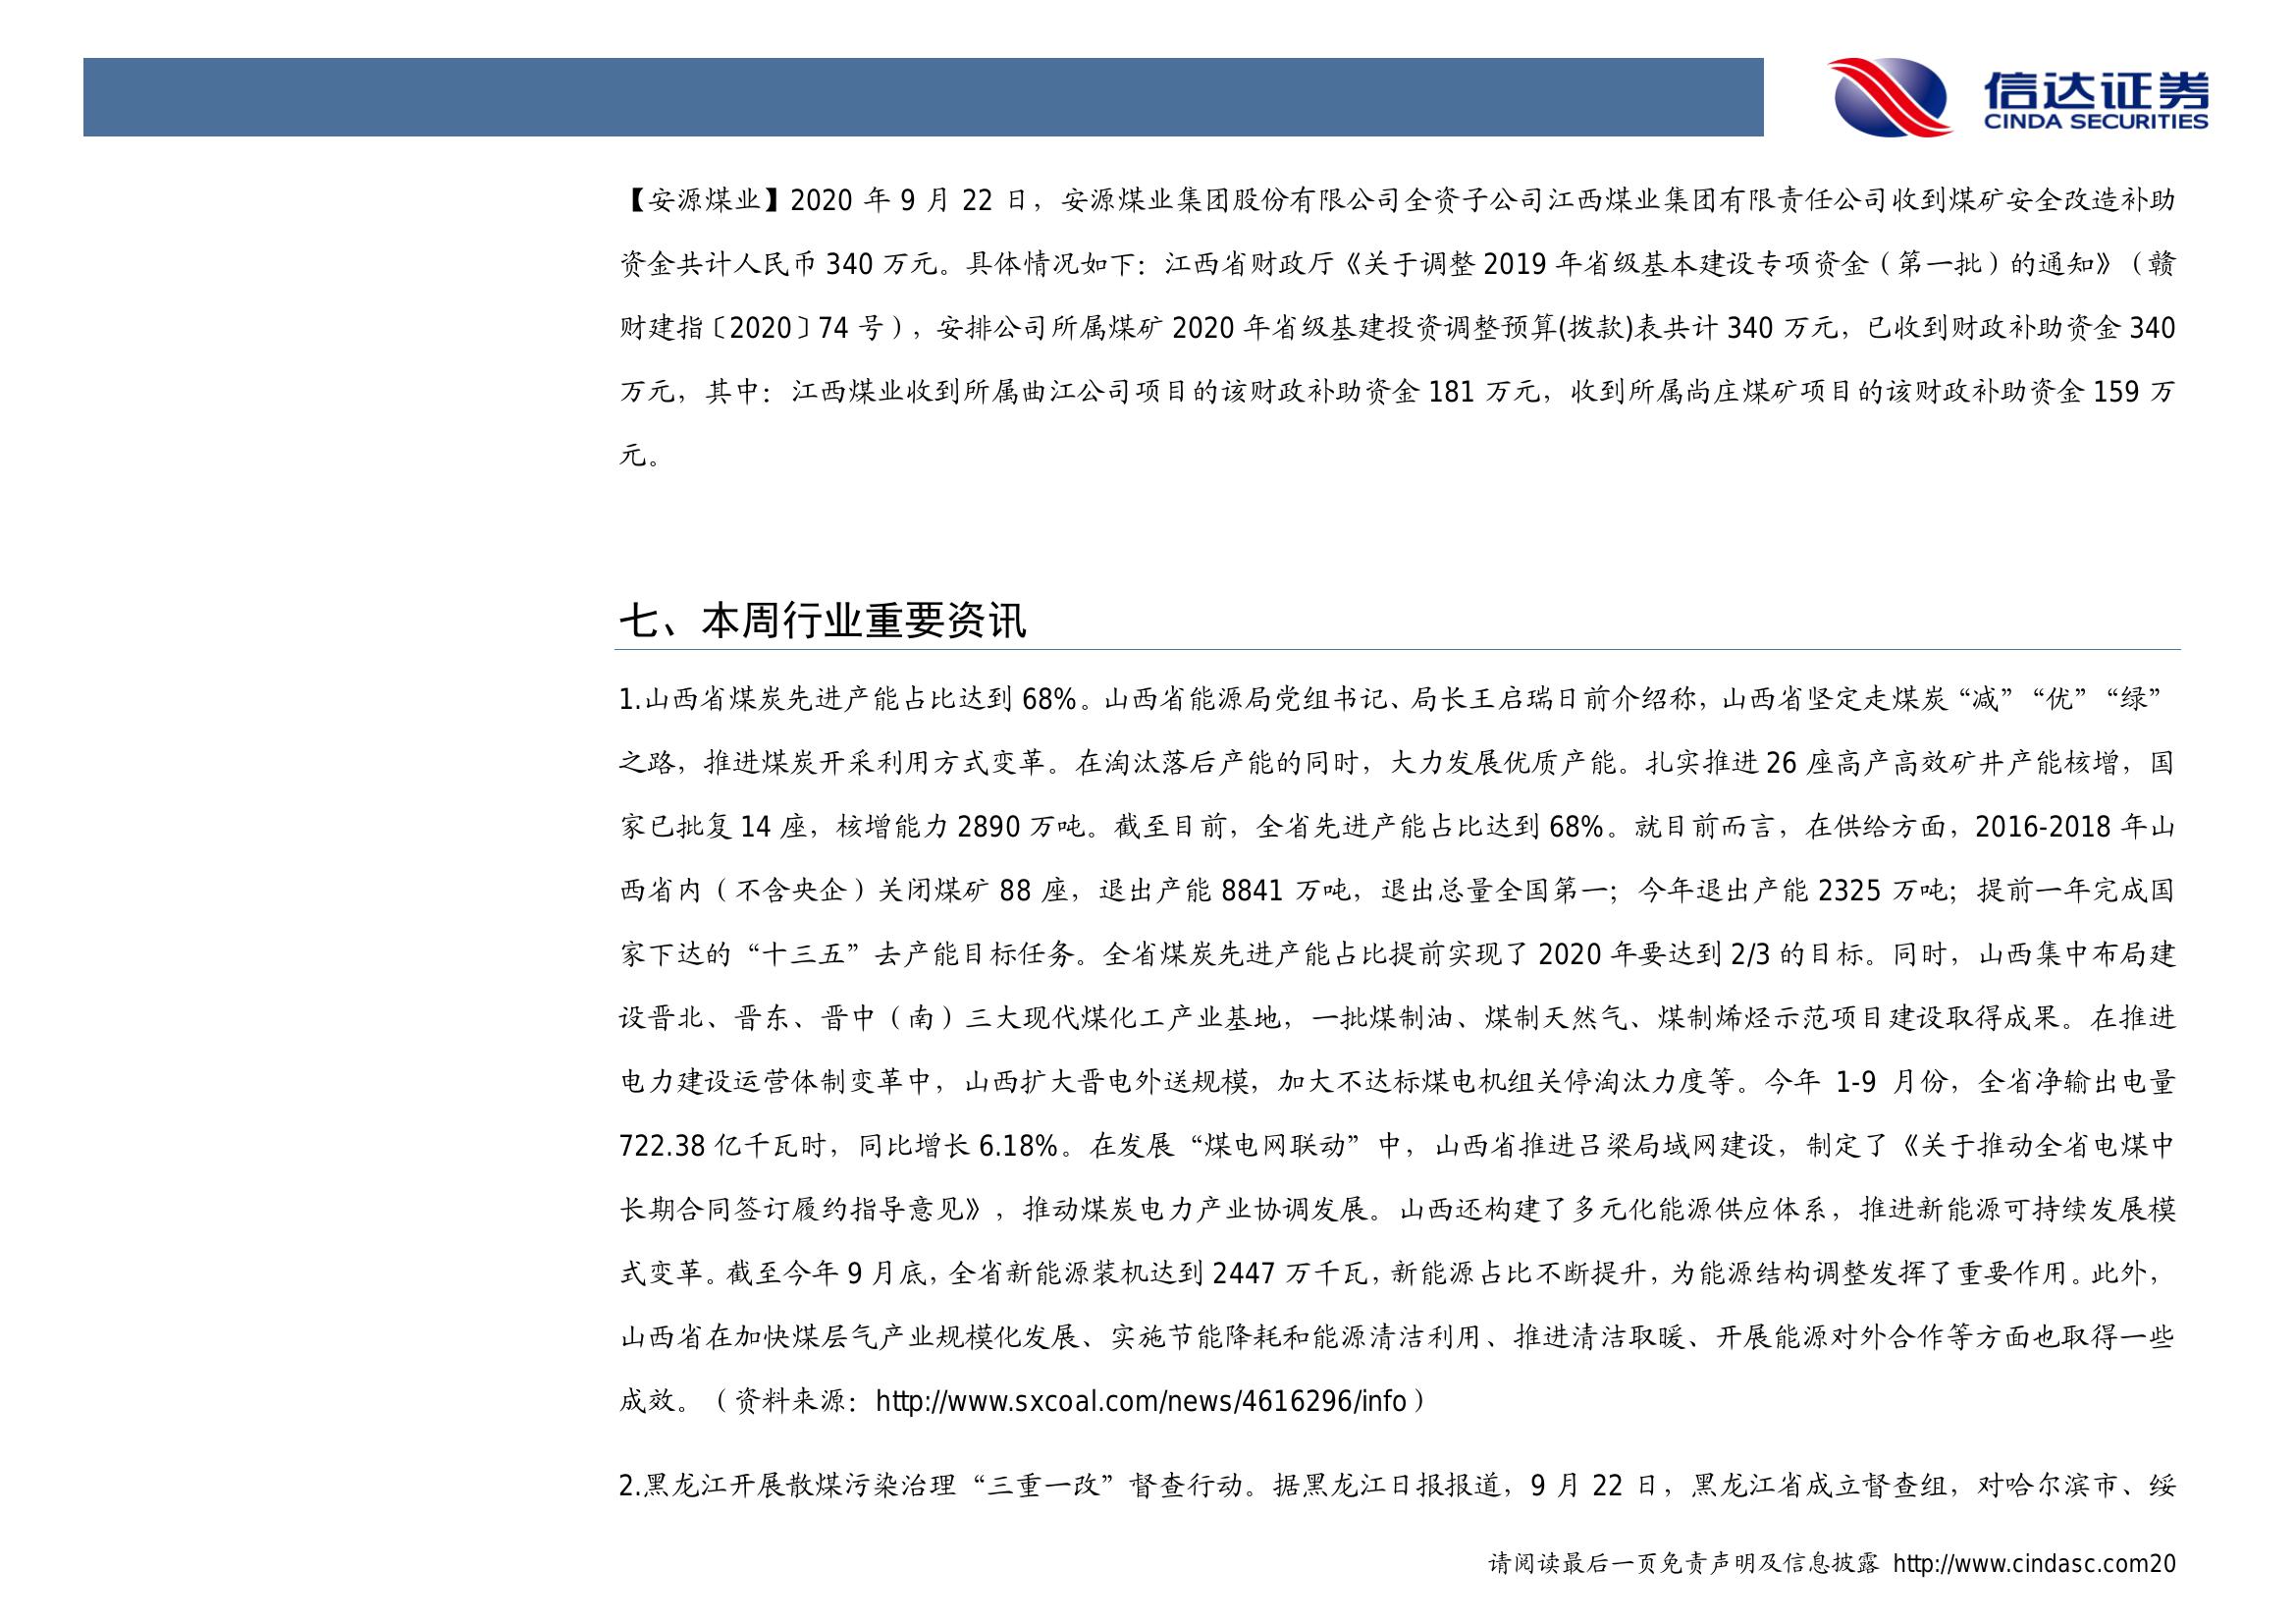 信达证券
CINDA SECURITIES
【安源煤业】2020 年 9 月 22 日，安源煤业集团股份有限公司全资子公司江西煤业集团有限责任公司收到煤矿安全改造补助
资金共计人民币 340 万元。具体情况如下：江西省财政厅《关于调整 2019 年省级基本建设专项资金（第一批）的通知》（赣
财建指〔2020〕74 号），安排公司所属煤矿 2020 年省级基建投资调整预算(拨款)表共计 340 万元，已收到财政补助资金 340
万元，其中：江西煤业收到所属曲江公司项目的该财政补助资金 181 万元，收到所属尚庄煤矿项目的该财政补助资金 159 万
元。
七、本周行业重要资讯
1.山西省煤炭先进产能占比达到 68%。山西省能源局党组书记、局长王启瑞日前介绍称，山西省坚定走煤炭“减”“优”“绿”
之路，推进煤炭开采利用方式变革。在淘汰落后产能的同时，大力发展优质产能。扎实推进 26 座高产高效矿井产能核增，国
家已批复 14 座，核增能力 2890 万吨。截至目前，全省先进产能占比达到 68%。就目前而言，在供给方面，2016-2018 年山
西省内（不含央企）关闭煤矿 88 座，退出产能 8841 万吨，退出总量全国第一；今年退出产能 2325 万吨；提前一年完成国
家下达的“十三五”去产能目标任务。全省煤炭先进产能占比提前实现了 2020 年要达到 2/3 的目标。同时，山西集中布局建
设晋北、晋东、晋中（南）三大现代煤化工产业基地，一批煤制油、煤制天然气、煤制烯烃示范项目建设取得成果。在推进
电力建设运营体制变革中，山西扩大晋电外送规模，加大不达标煤电机组关停淘汰力度等。今年 1-9 月份，全省净输出电量
722.38 亿千瓦时，同比增长 6.18%。在发展“煤电网联动”中，山西省推进吕梁局域网建设，制定了《关于推动全省电煤中
长期合同签订履约指导意见》，推动煤炭电力产业协调发展。山西还构建了多元化能源供应体系，推进新能源可持续发展模
式变革。截至今年 9 月底，全省新能源装机达到 2447 万千瓦，新能源占比不断提升，为能源结构调整发挥了重要作用。此外，
山西省在加快煤层气产业规模化发展、实施节能降耗和能源清洁利用、推进清洁取暖、开展能源对外合作等方面也取得一些
成效。（资料来源：http://www.sxcoal.com/news/4616296/info）
2.黑龙江开展散煤污染治理“三重一改”督查行动。据黑龙江日报报道，9 月 22 日，黑龙江省成立督查组，对哈尔滨市、绥
请阅读最后一页免责声明及信息披露 http://www.cindasc.com20